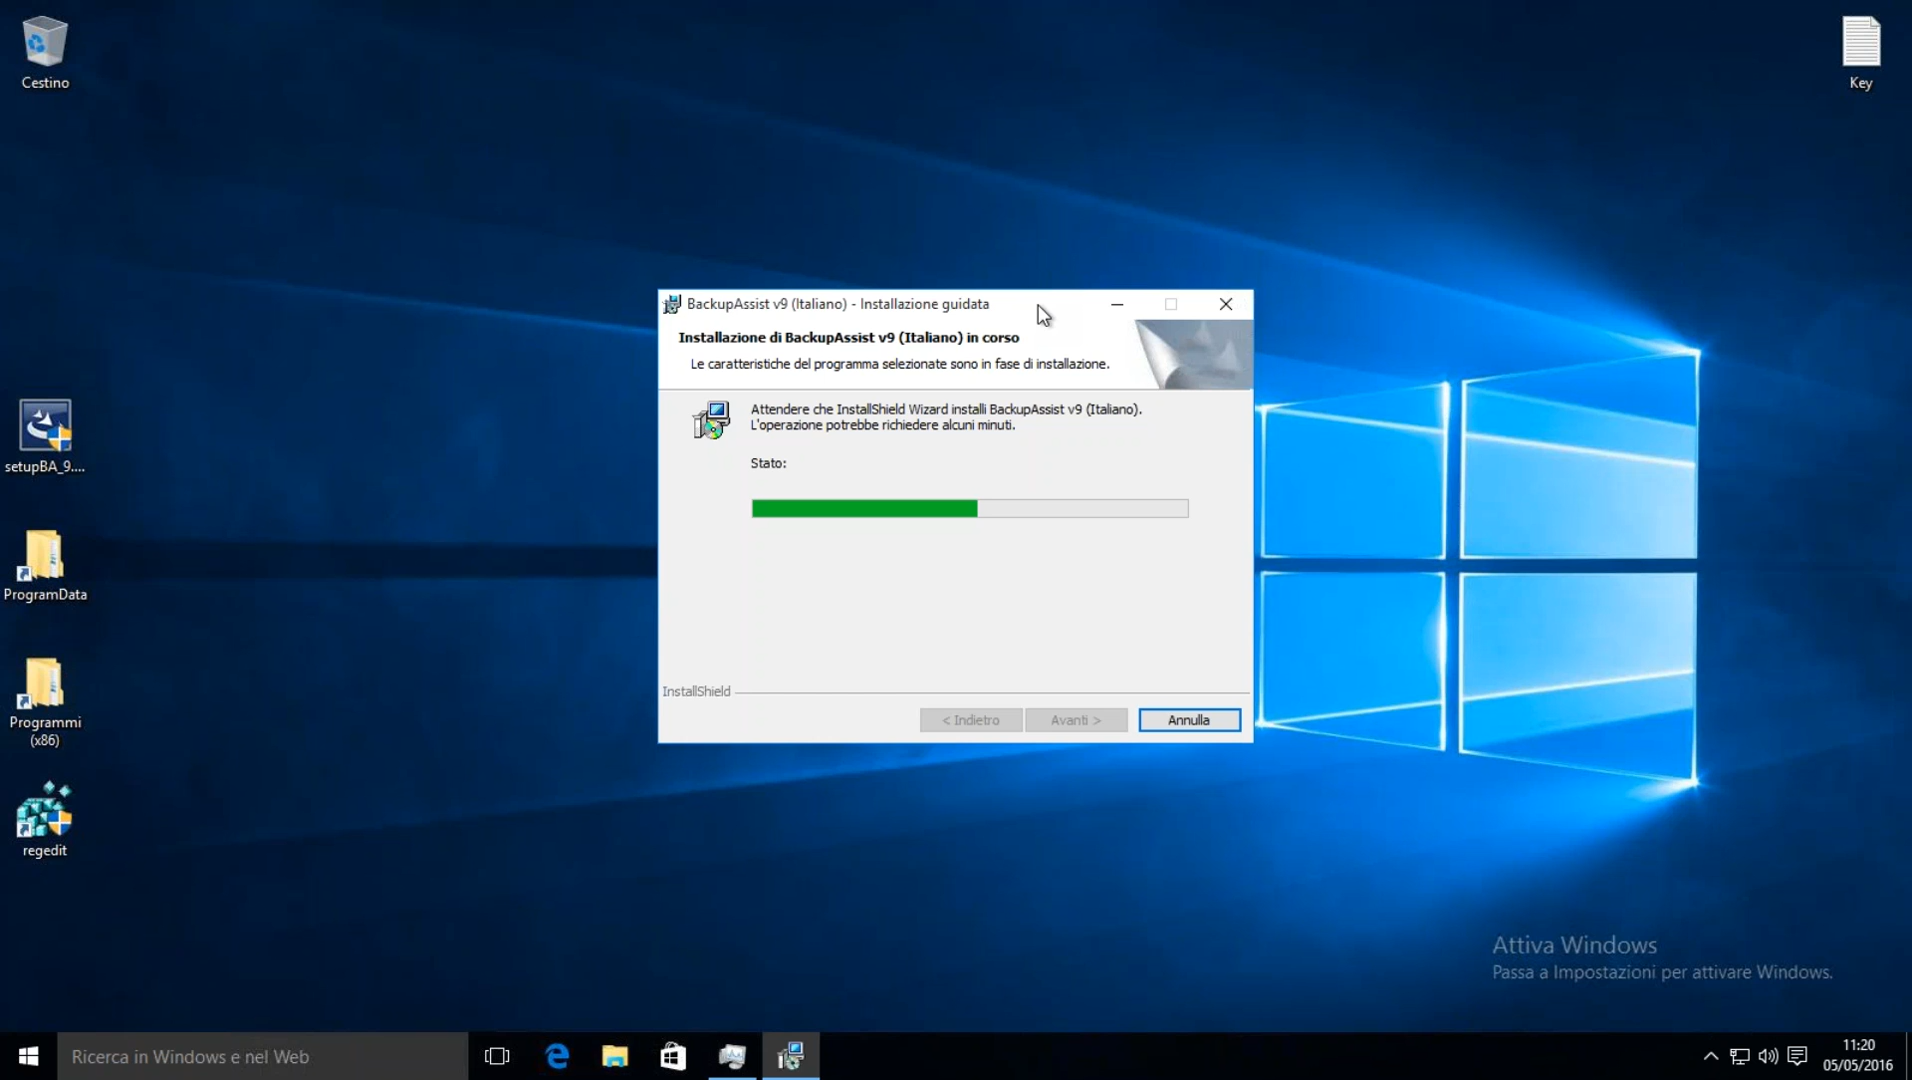 Cestino
Key
BackupAssist v9 (Italiano) - Installazione guidata
Installazione di BackupAssist v9 (Italiano) in corso
Le caratteristiche del programma selezionate sono in fase di installazione.
Attendere che InstallShield Wizard installi BackupAssist v9 (Italiano).
L'operazione potrebbe richiedere alcuni minuti.
Stato:
setupBA_9....
ProgramData
Programmi
(x86)
regedit
InstallShield
< Indietro
Avanti >
Annulla
Attiva Windows
Passa a Impostazioni per attivare Windows.
Ricerca in Windows e nel Web
11:20
05/05/2016